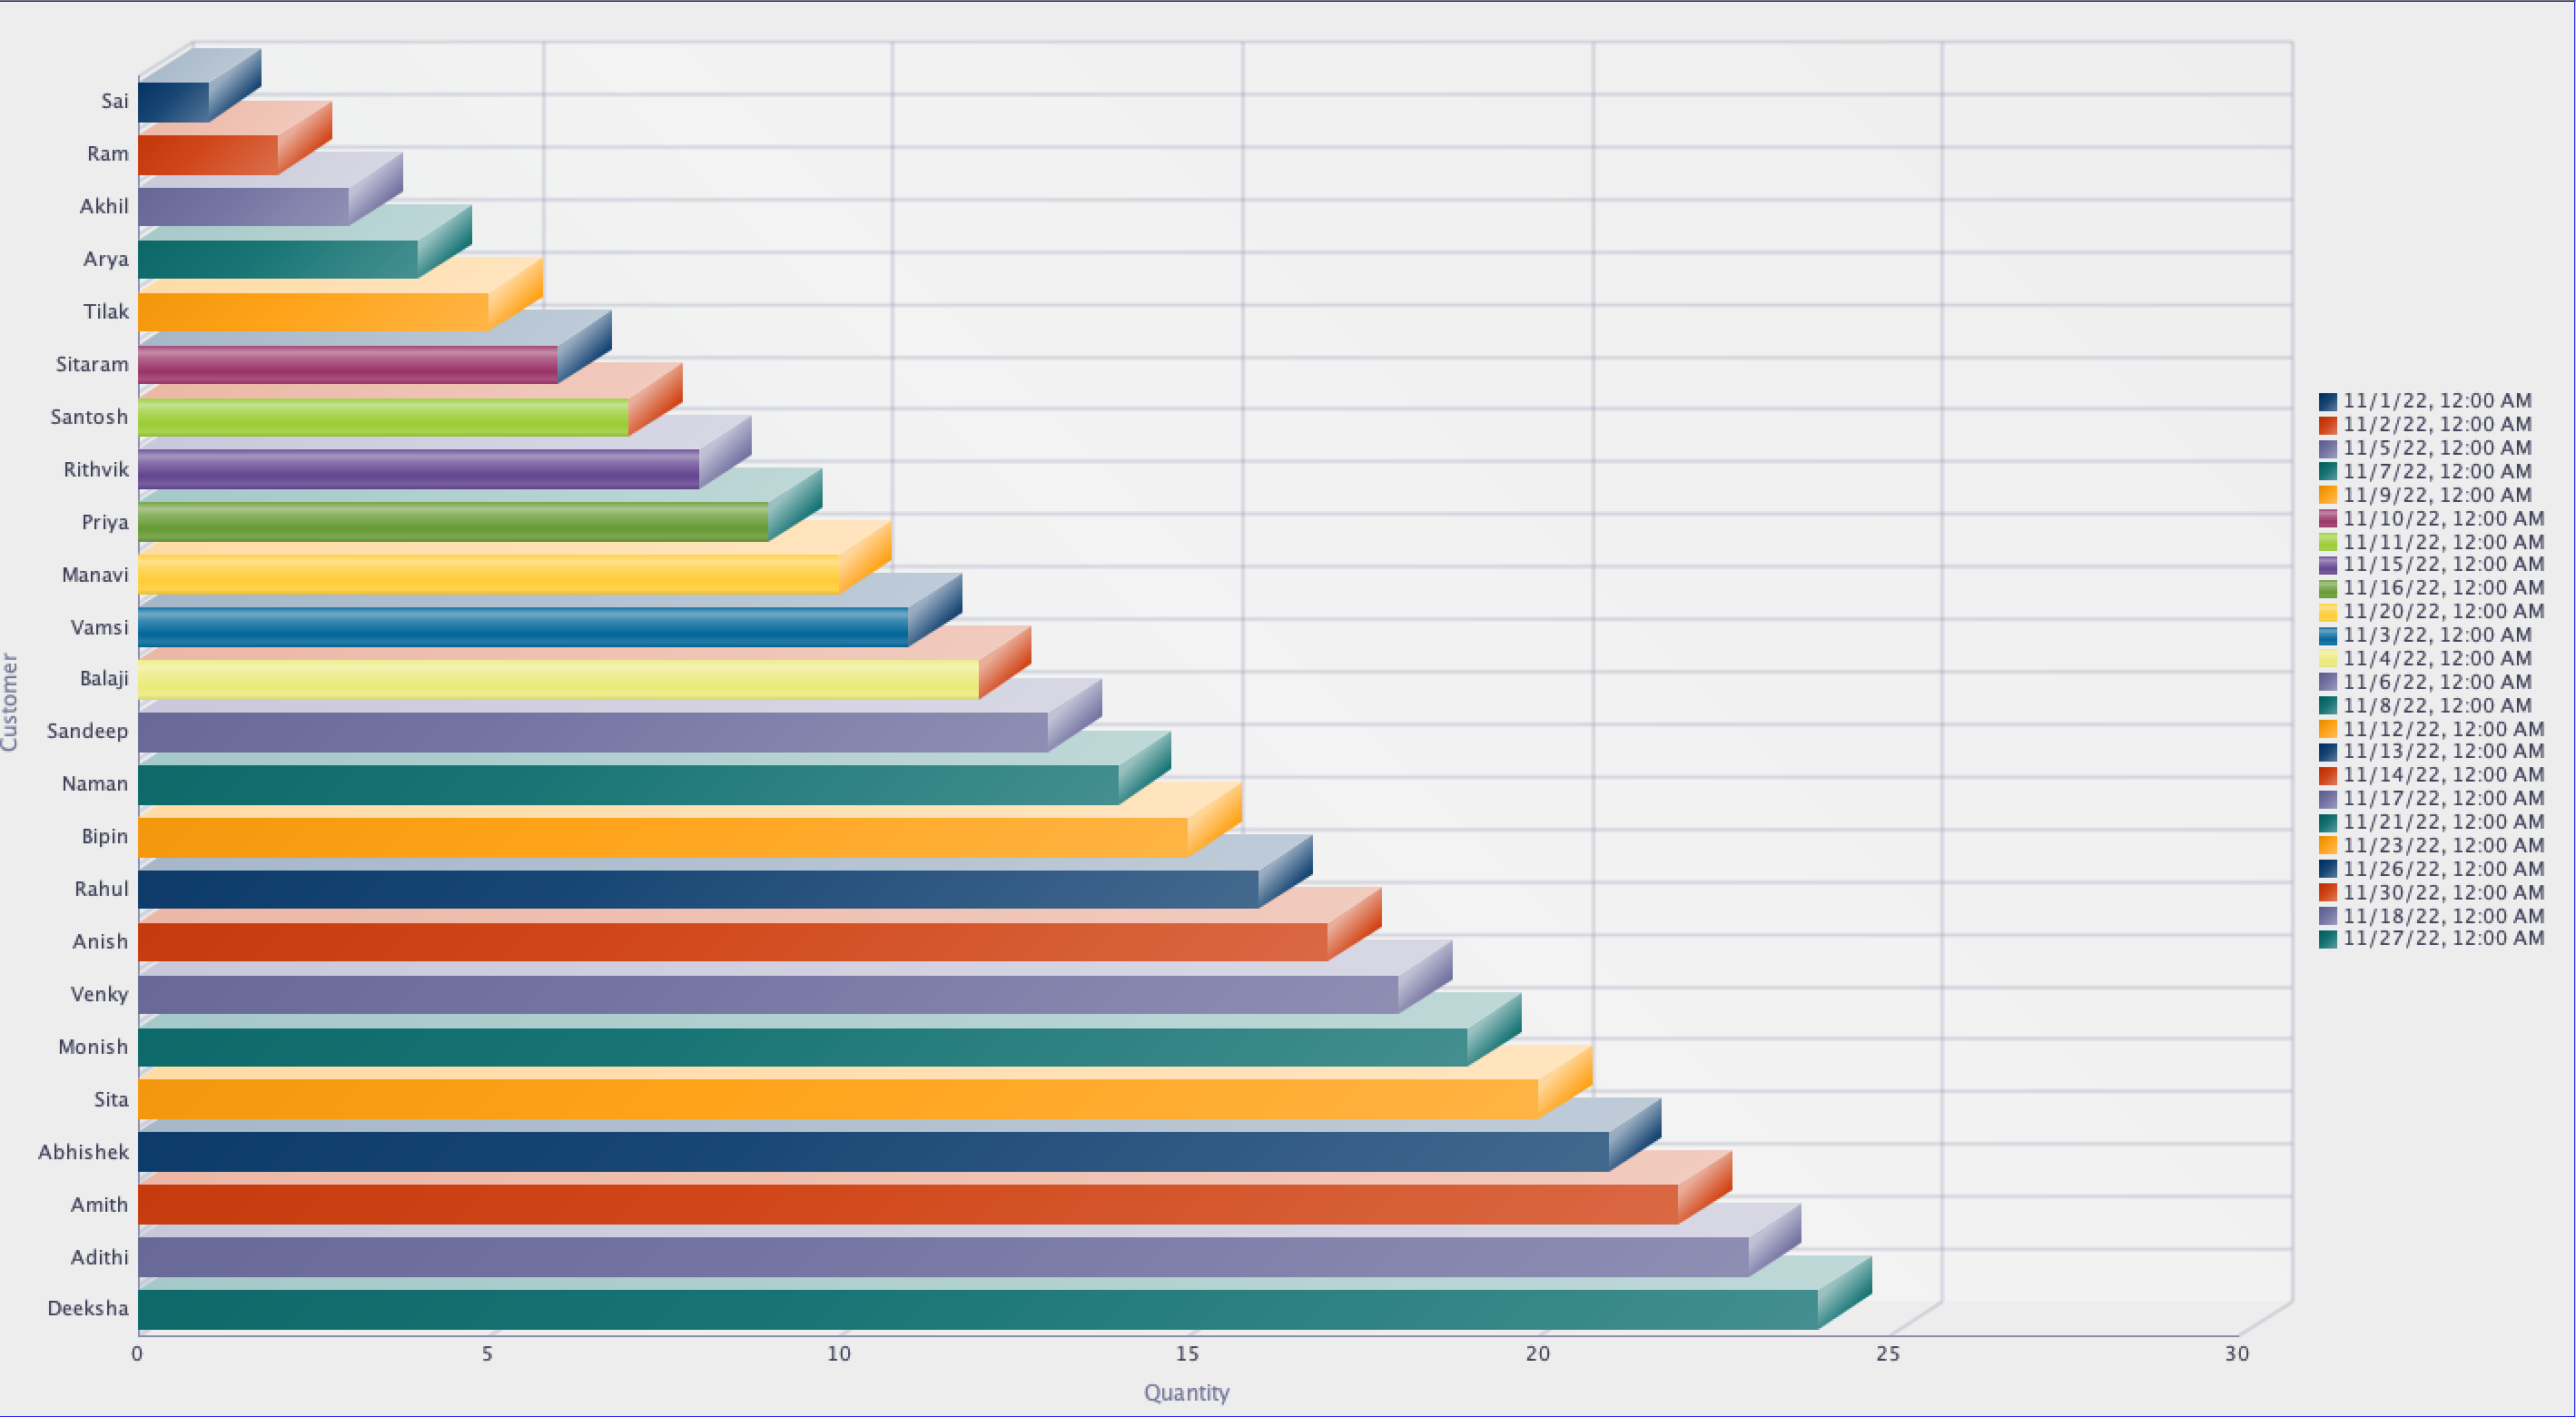 Sai
Ram
Akhil
Arya
Tilak
Sitaram
Santosh
Rithvik
Priya
Manavi
Vamsi
Balaji
Sandeep
Naman
Bipin
Rahul
Anish
Venky
Monish
Sita
Abhishek
Amith
Adithi
Deeksha
Customer
0 5 10 15 20 25 30
Quantity
11/1/22, 12:00 AM
11/2/22, 12:00 AM
11/5/22, 12:00 AM
11/7/22, 12:00 AM
11/9/22, 12:00 AM
11/10/22, 12:00 AM
11/11/22, 12:00 AM
11/15/22, 12:00 AM
11/16/22, 12:00 AM
11/20/22, 12:00 AM
11/3/22, 12:00 AM
11/4/22, 12:00 AM
11/6/22, 12:00 AM
11/8/22, 12:00 AM
11/12/22, 12:00 AM
11/13/22, 12:00 AM
11/14/22, 12:00 AM
11/17/22, 12:00 AM
11/21/22, 12:00 AM
11/23/22, 12:00 AM
11/26/22, 12:00 AM
11/30/22, 12:00 AM
11/18/22, 12:00 AM
11/27/22, 12:00 AM